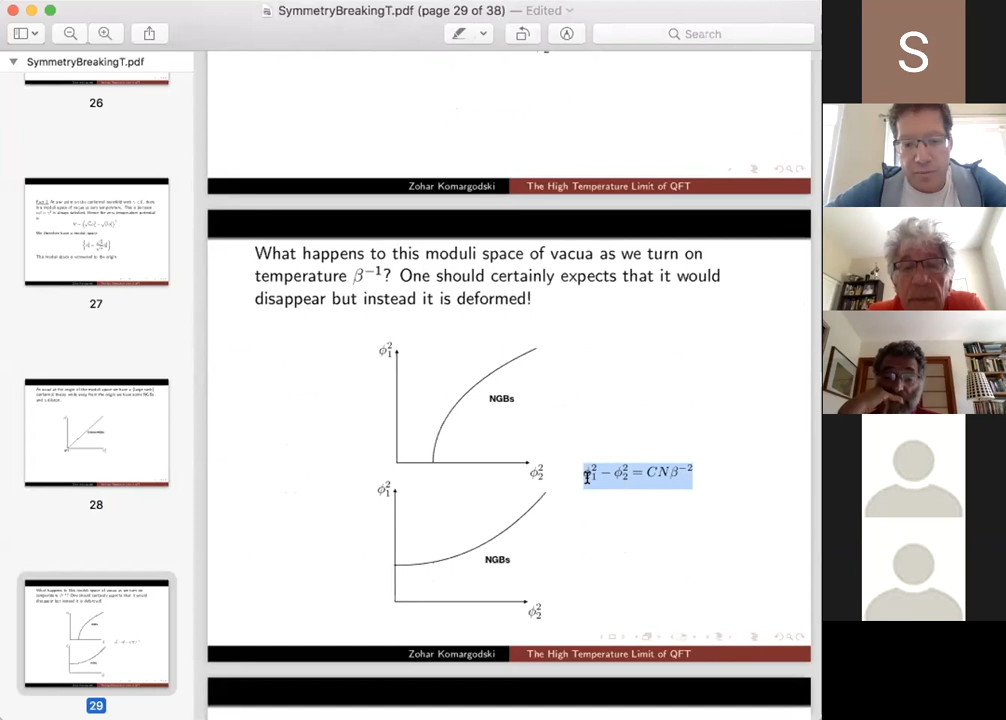 SymmetryBreakingT.pdf (page 29 of 38) — Edited
Search
SymmetryBreakingT.pdf
26
27
28
29
Zohar Komargodski The High Temperature Limit of QFT
What happens to this moduli space of vacua as we turn on
temperature β⁻¹? One should certainly expects that it would
disappear but instead it is deformed!
ϕ₁²
NGBs
ϕ₂²
ϕ₁² − ϕ₂² = CNβ⁻²
ϕ₁²
NGBs
ϕ₂²
Zohar Komargodski The High Temperature Limit of QFT
S